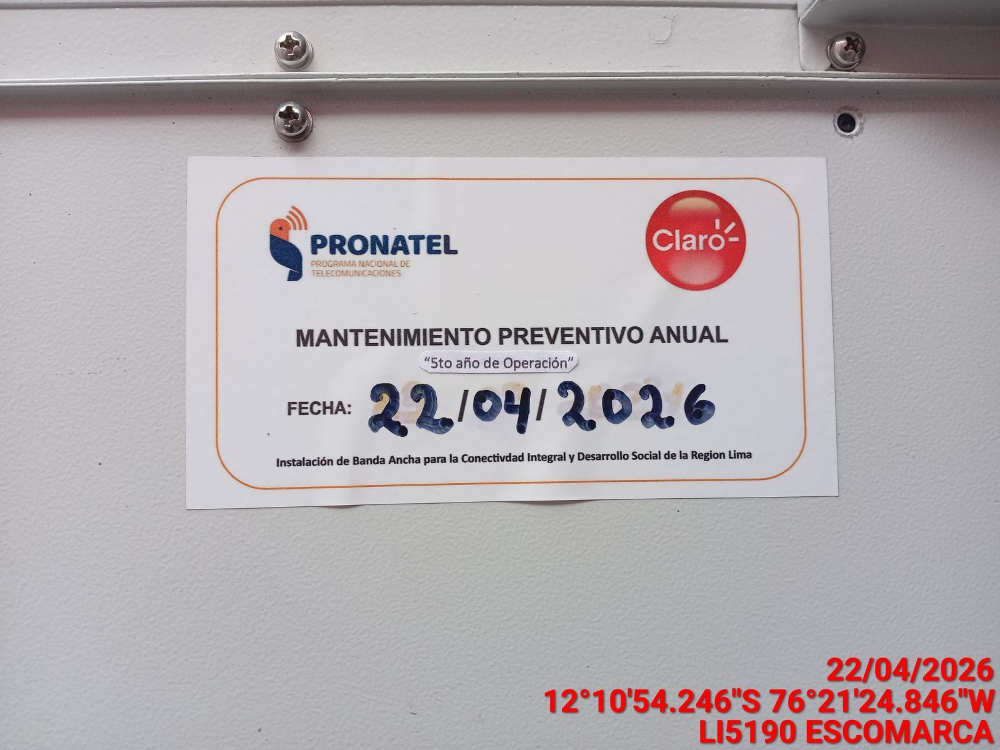 PRONATEL
PROGRAMA NACIONAL DE
TELECOMUNICACIONES
Claro
MANTENIMIENTO PREVENTIVO ANUAL
"5to año de Operación"
FECHA: 22/04/2026
Instalación de Banda Ancha para la Conectivdad Integral y Desarrollo Social de la Region Lima
22/04/2026
12°10'54.246"S 76°21'24.846"W
LI5190 ESCOMARCA